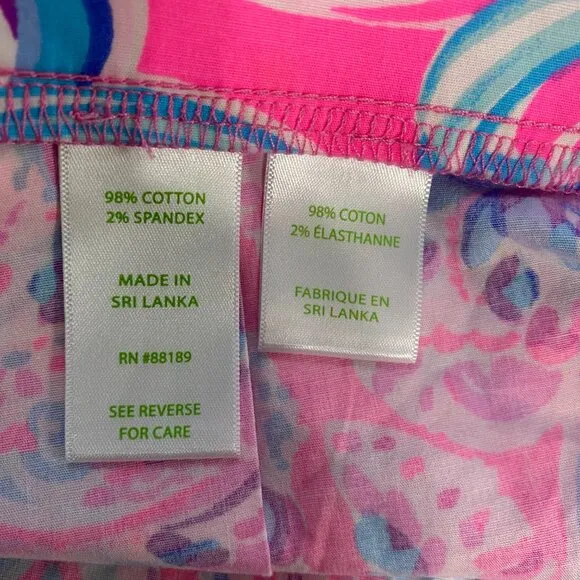 98% COTTON
2% SPANDEX
MADE IN
SRI LANKA
RN #88189
SEE REVERSE
FOR CARE
98% COTON
2% ÉLASTHANNE
FABRIQUE EN
SRI LANKA